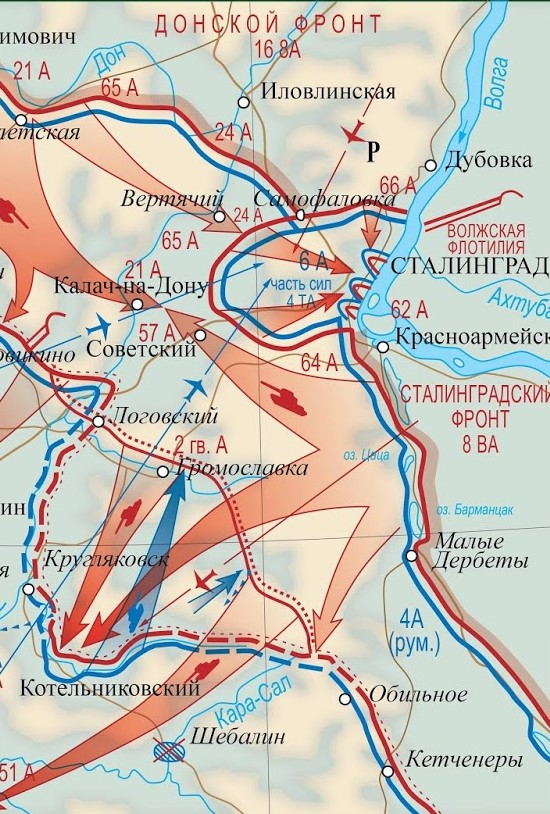 ДОНСКОЙ ФРОНТ
16 ВА
имович
21 А
Дон
65 А
Иловлинская
Волга
24 А
етская
Р
Дубовка
Вертячий
Самофаловка
66 А
24 А
ВОЛЖСКАЯ
ФЛОТИЛИЯ
65 А
6 А
СТАЛИНГРАД
21 А
часть сил
4 ТА
Калач-на-Дону
Ахтуба
62 А
57 А
Советский
Красноармейск
овикино
64 А
СТАЛИНГРАДСКИЙ
ФРОНТ
8 ВА
Логовский
2 гв. А
оз. Цаца
Громославка
ин
оз. Барманцак
Малые
Дербеты
Кругляковск
я
4А
(рум.)
Котельниковский
Кара-Сал
Обильное
Шебалин
Кетченеры
51 А